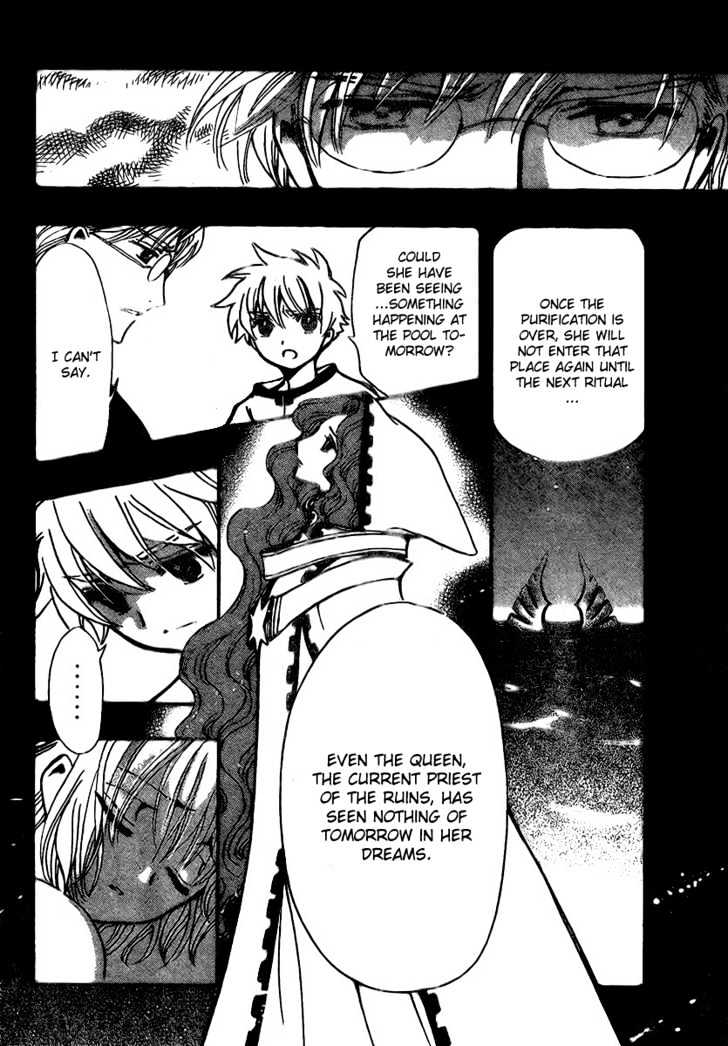 ONCE THE
PURIFICATION IS
OVER, SHE WILL
NOT ENTER THAT
PLACE AGAIN UNTIL
THE NEXT RITUAL
...
COULD
SHE HAVE
BEEN SEEING
...SOMETHING
HAPPENING AT
THE POOL TO-
MORROW?
I CAN'T
SAY.
......
EVEN THE QUEEN,
THE CURRENT PRIEST
OF THE RUINS, HAS
SEEN NOTHING OF
TOMORROW IN HER
DREAMS.